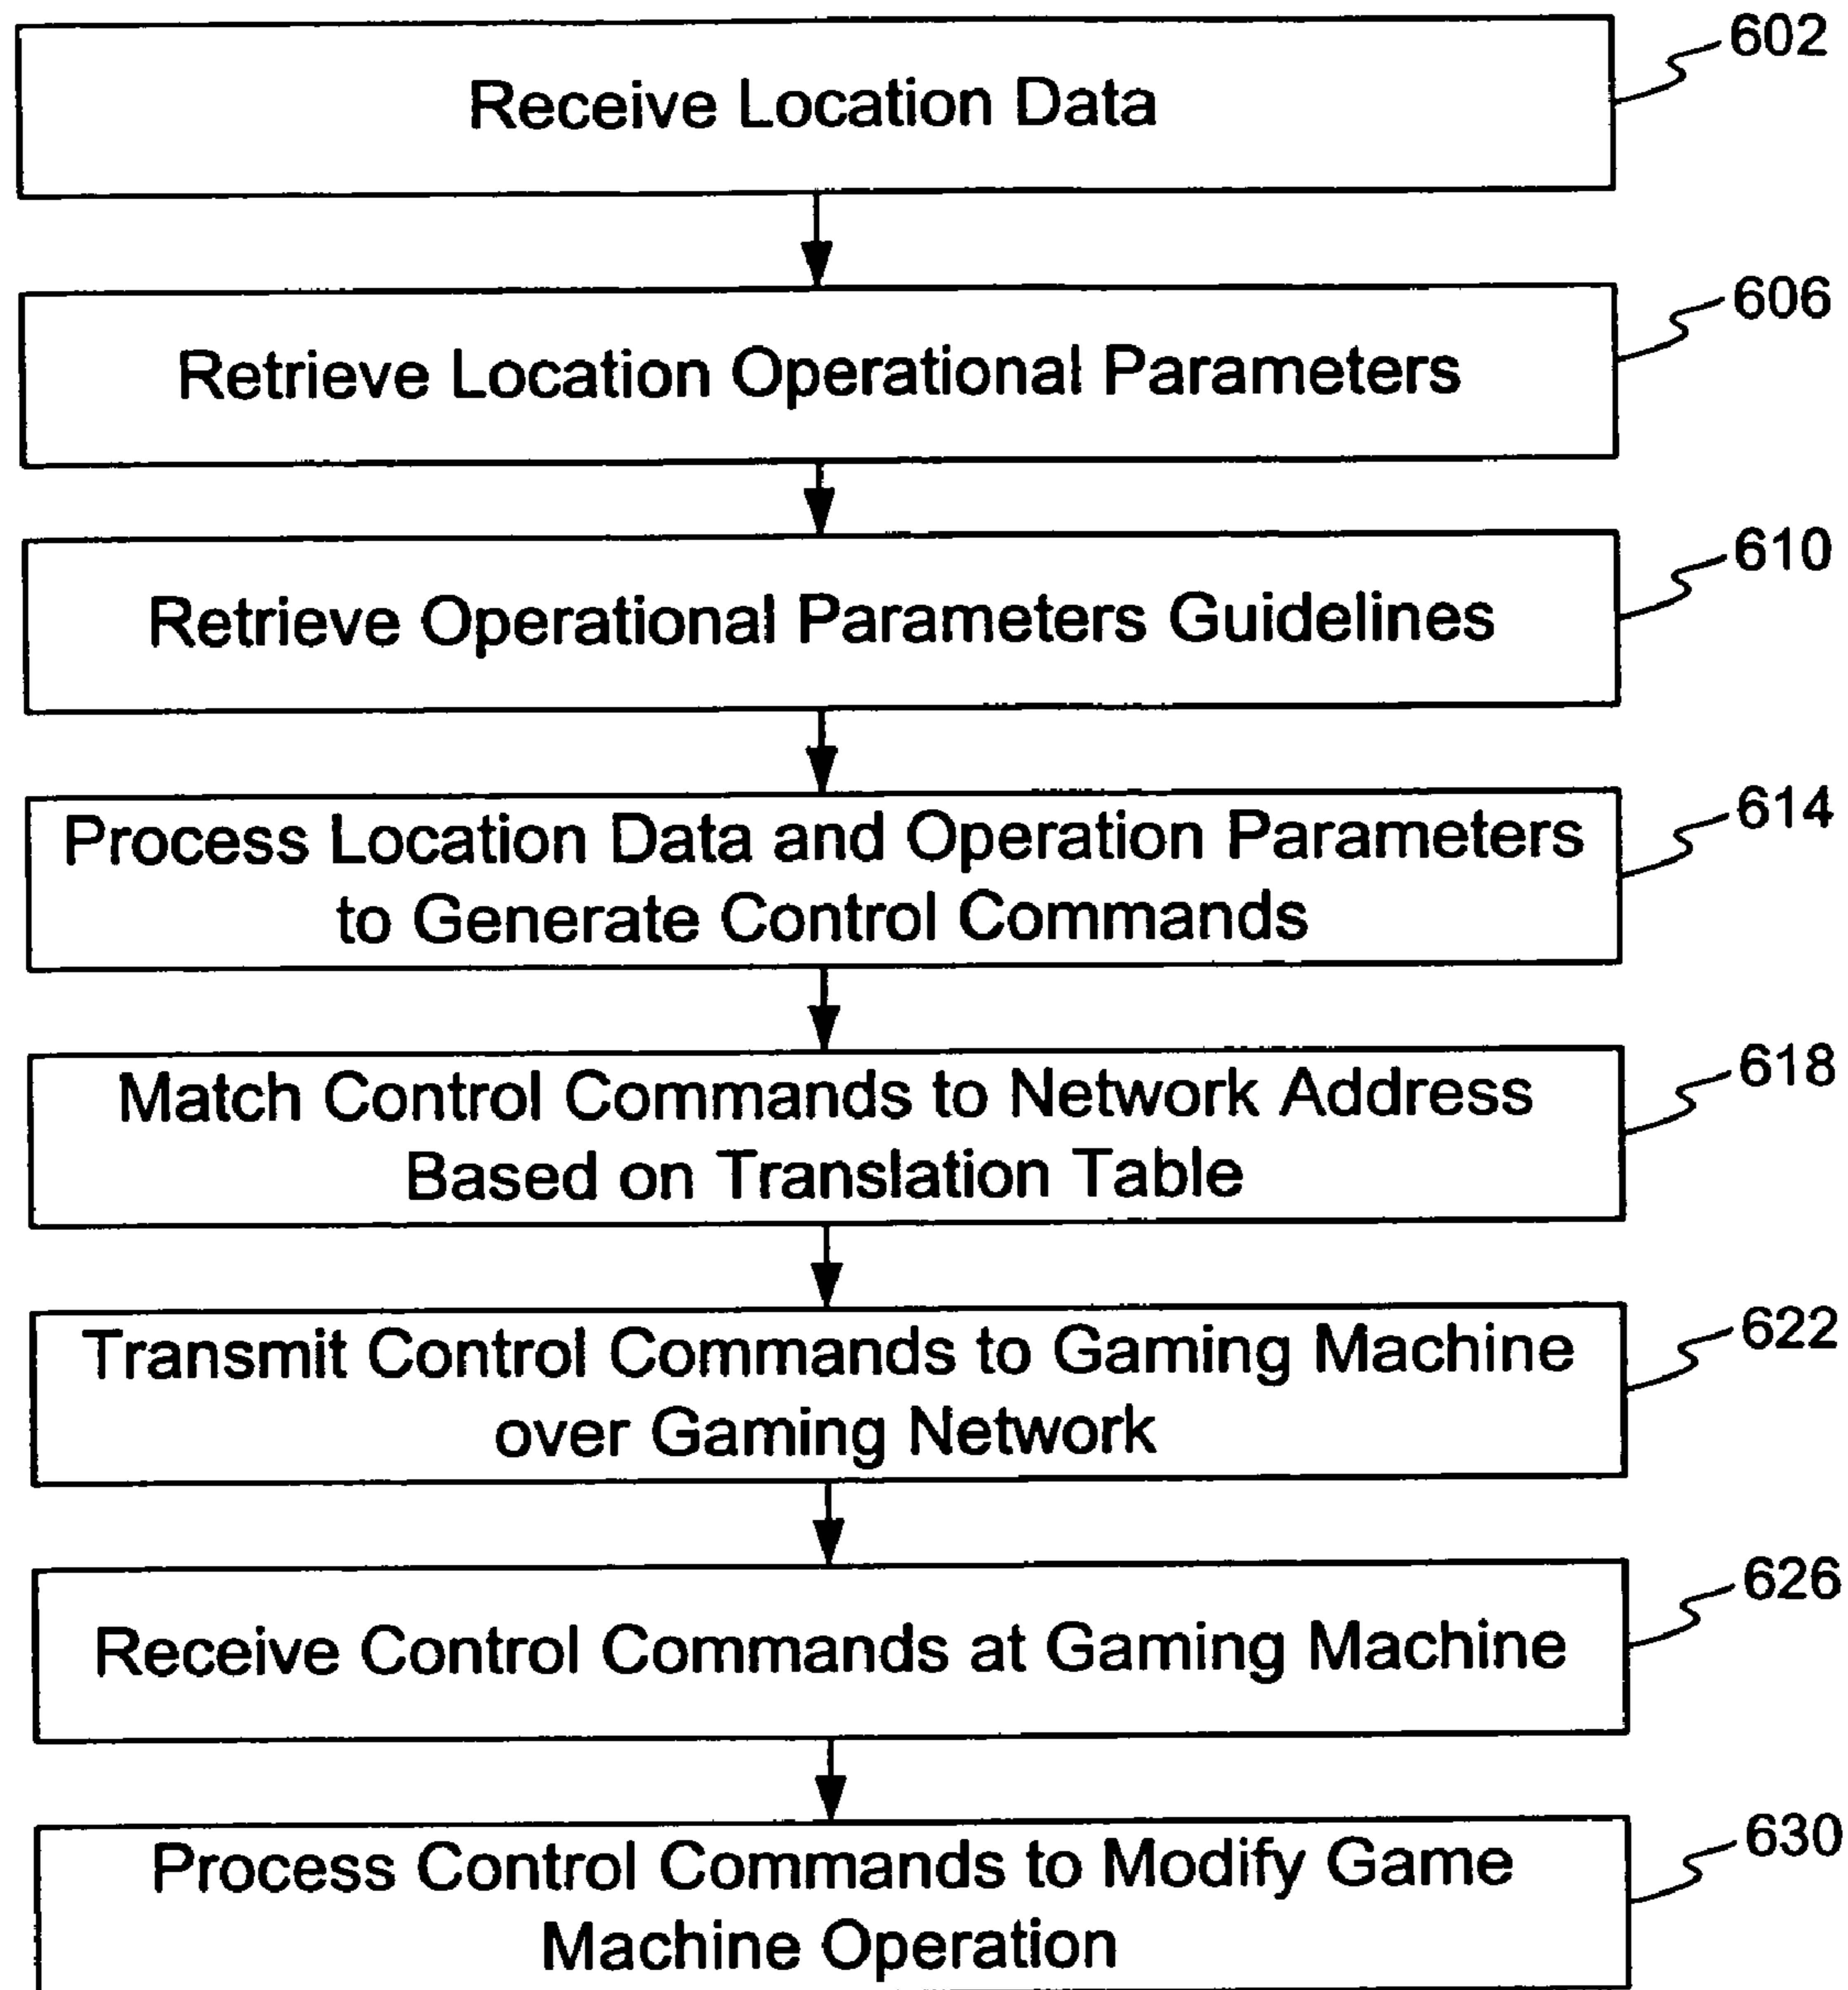 Receive Location Data
602
Retrieve Location Operational Parameters
606
Retrieve Operational Parameters Guidelines
610
Process Location Data and Operation Parameters
to Generate Control Commands
614
Match Control Commands to Network Address
Based on Translation Table
618
Transmit Control Commands to Gaming Machine
over Gaming Network
622
Receive Control Commands at Gaming Machine
626
Process Control Commands to Modify Game
Machine Operation
630